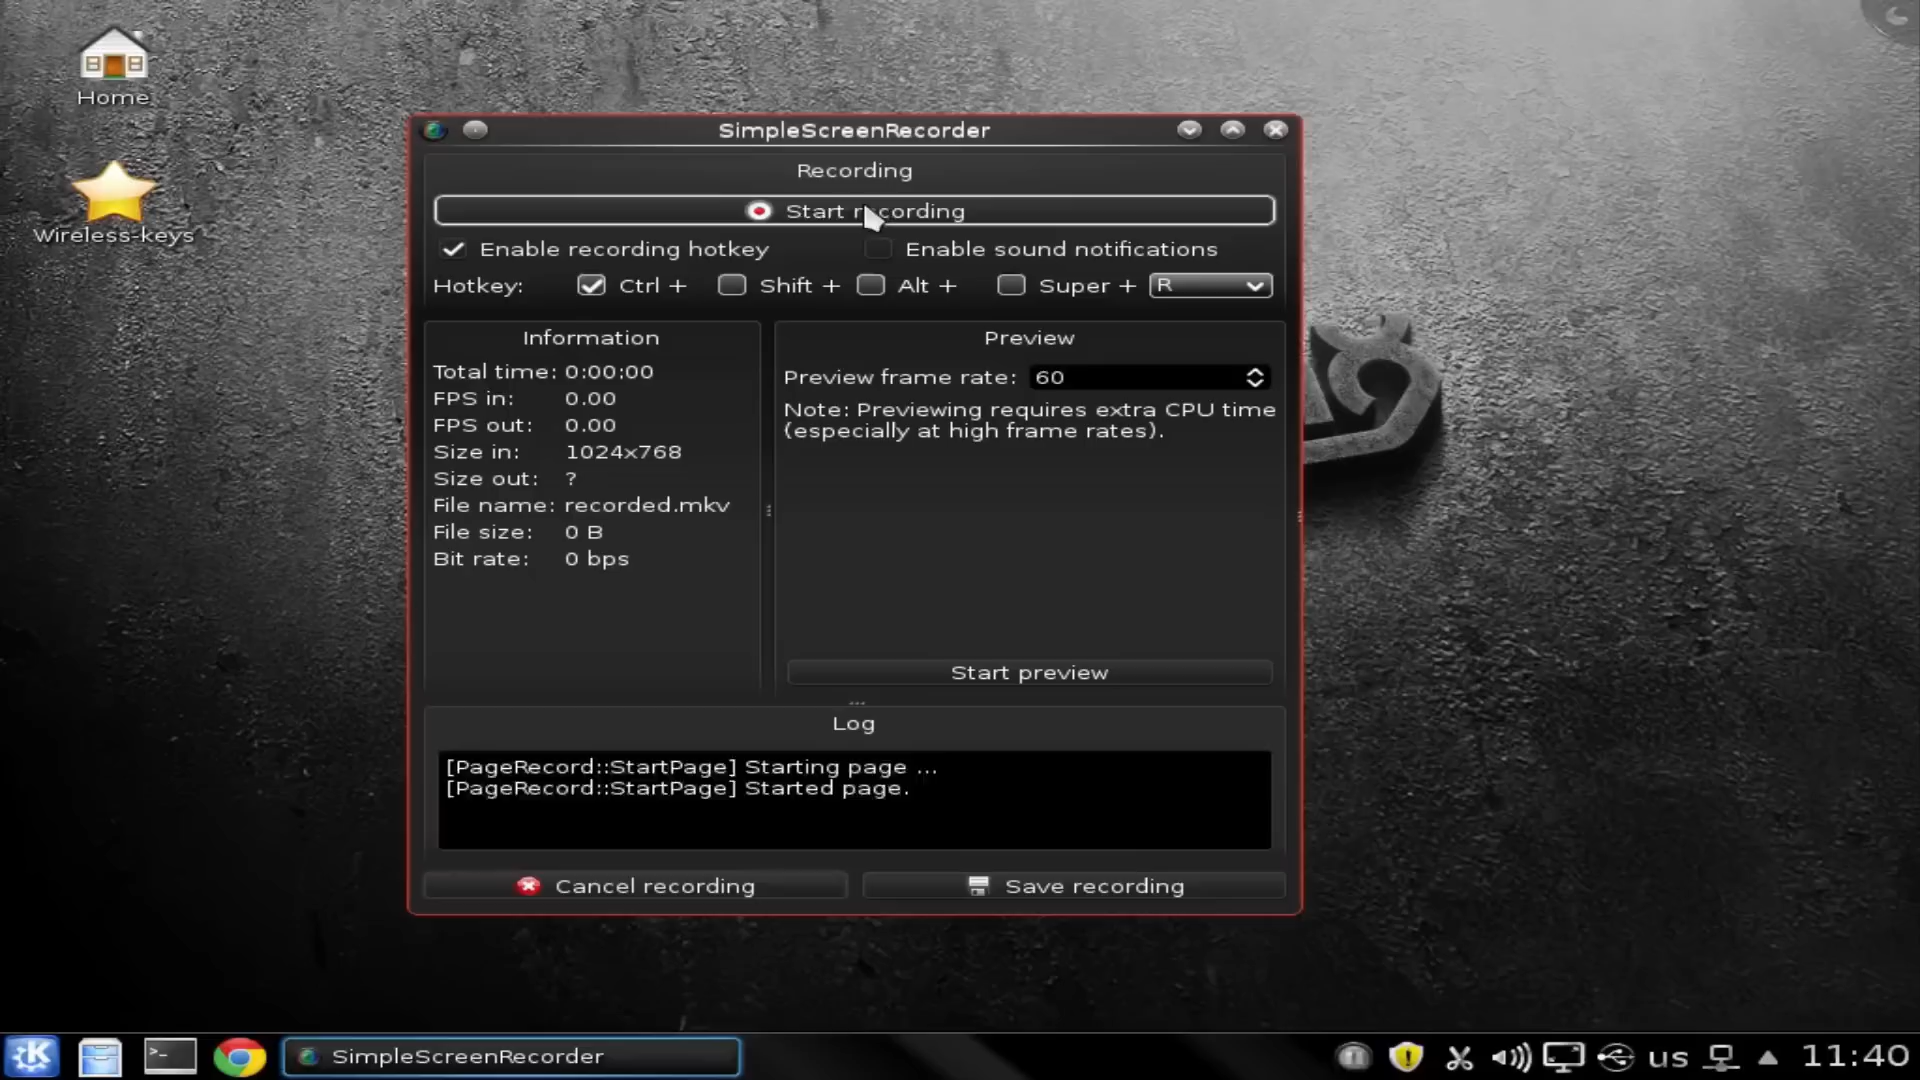 Home
Wireless-keys
SimpleScreenRecorder
Recording
Start recording
Enable recording hotkey
Enable sound notifications
Hotkey: Ctrl + Shift + Alt + Super + R
Information
Total time: 0:00:00
FPS in: 0.00
FPS out: 0.00
Size in: 1024x768
Size out: ?
File name: recorded.mkv
File size: 0 B
Bit rate: 0 bps
Preview
Preview frame rate: 60
Note: Previewing requires extra CPU time
(especially at high frame rates).
Start preview
Log
[PageRecord::StartPage] Starting page ...
[PageRecord::StartPage] Started page.
Cancel recording
Save recording
SimpleScreenRecorder
us
11:40